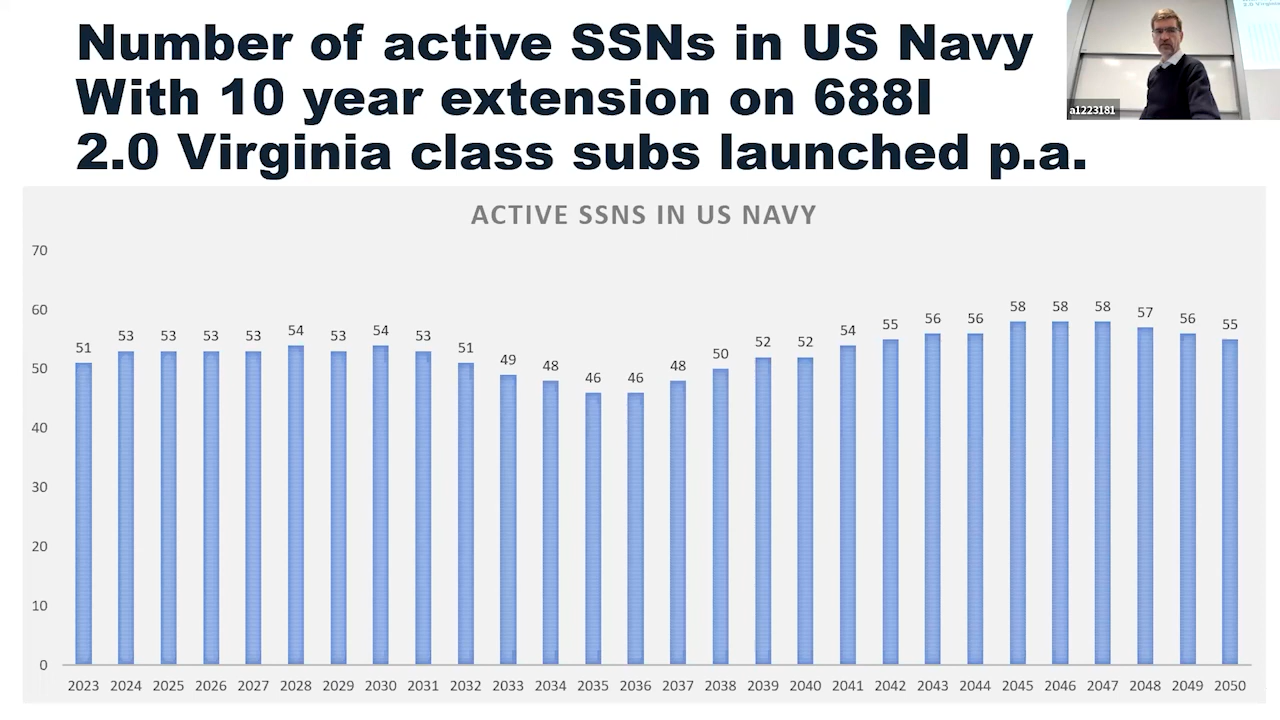 Number of active SSNs in US Navy
With 10 year extension on 688I
2.0 Virginia class subs launched p.a.
a1223181
ACTIVE SSNS IN US NAVY
70
60
50
40
30
20
10
0
51 53 53 53 53 54 53 54 53 51 49 48 46 46 48 50 52 52 54 55 56 56 58 58 58 57 56 55
2023 2024 2025 2026 2027 2028 2029 2030 2031 2032 2033 2034 2035 2036 2037 2038 2039 2040 2041 2042 2043 2044 2045 2046 2047 2048 2049 2050